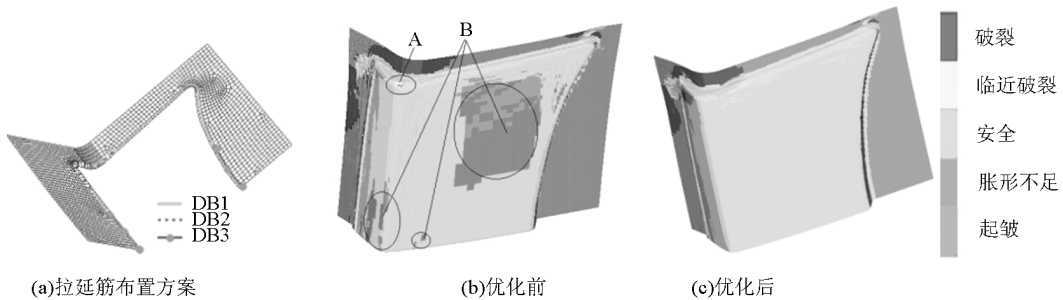 A
B
DB1
DB2
DB3
破裂
临近破裂
安全
胀形不足
起皱
(a)拉延筋布置方案
(b)优化前
(c)优化后